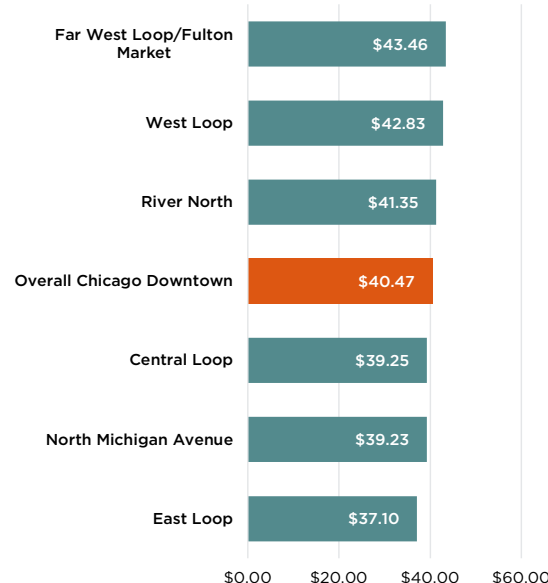 Far West Loop/Fulton
Market
$43.46
West Loop
$42.83
River North
$41.35
Overall Chicago Downtown
$40.47
Central Loop
$39.25
North Michigan Avenue
$39.23
East Loop
$37.10
$0.00 $20.00 $40.00 $60.00